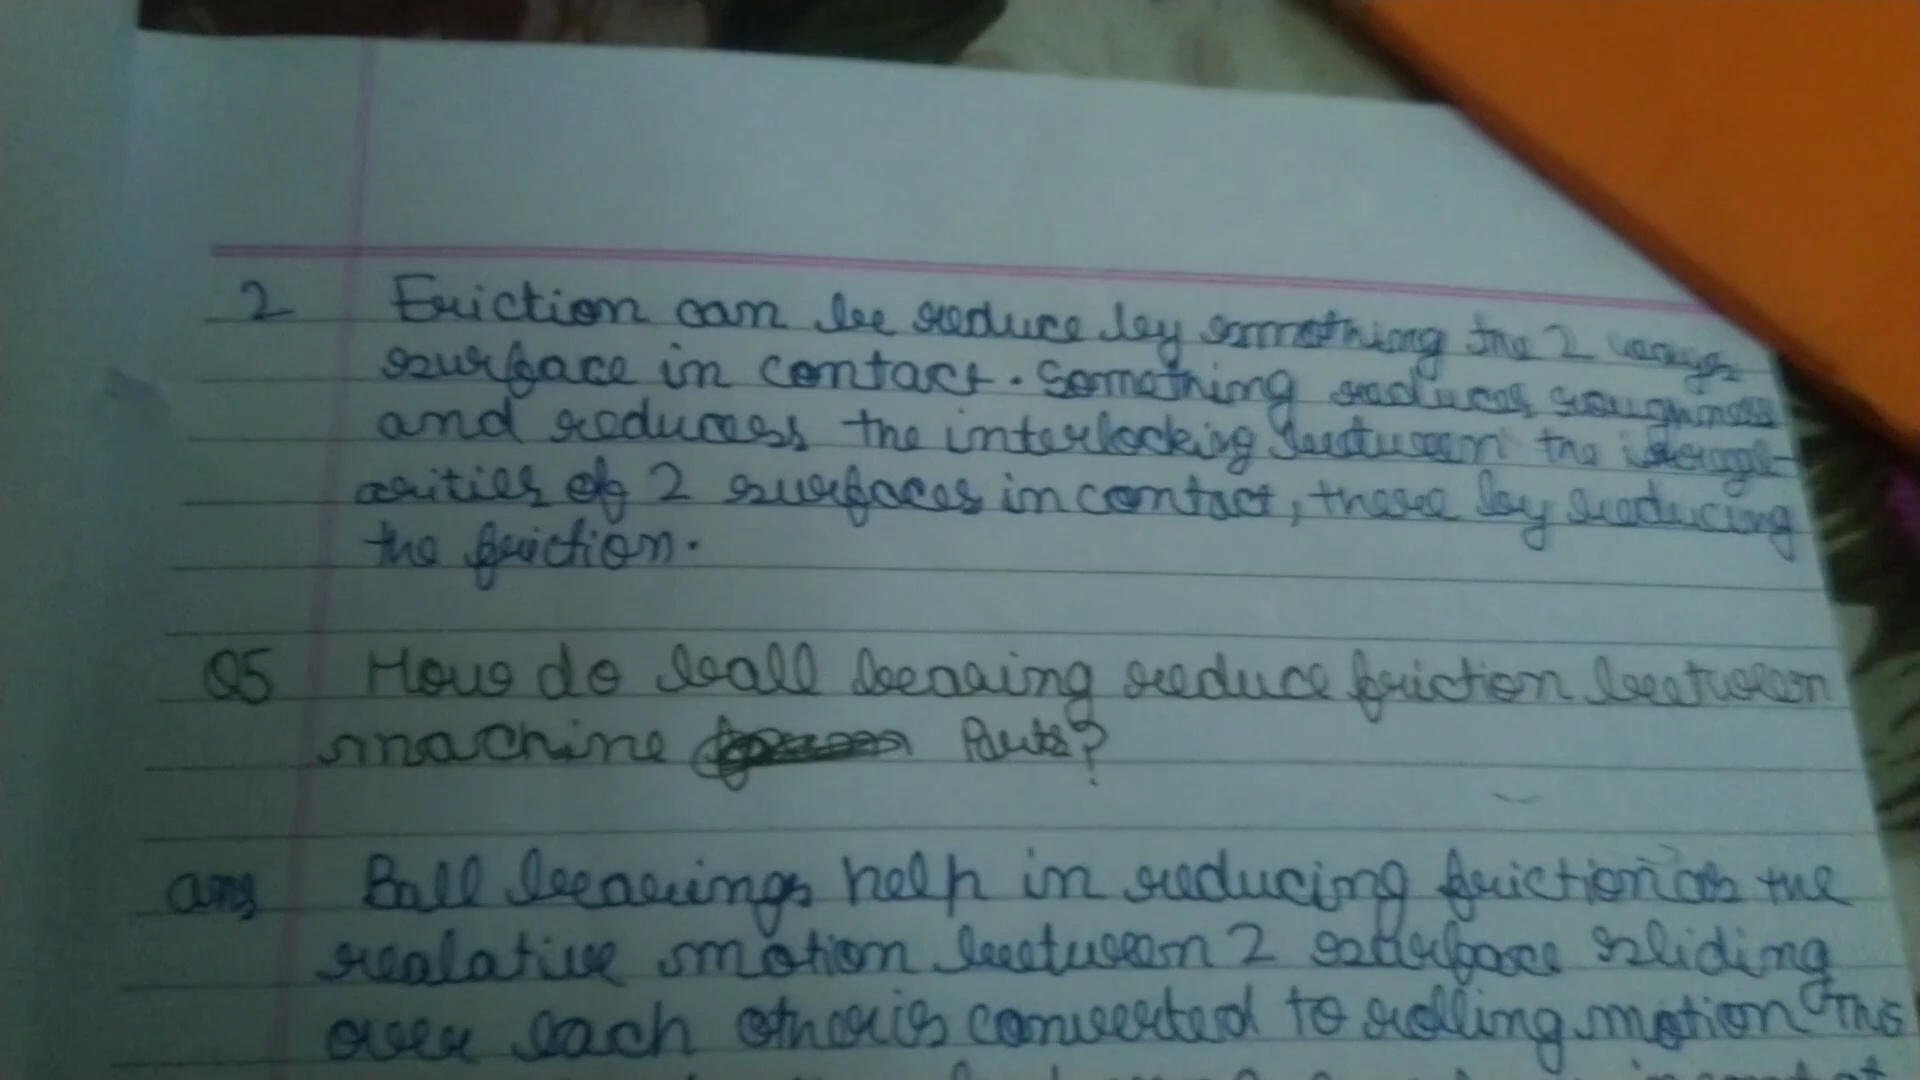 2 Friction can be reduce by somothing the 2 rough
surface in contact. Somothing reduces roughness
and reducess the interlocking between the irregul-
arities of 2 surfaces in contact, there by reducing
the friction.
Q5 How do ball bearing reduce friction between
machine Parts?
ans Ball bearings help in reducing friction as the
realative motion between 2 surface sliding
over each other is converted to rolling motion This